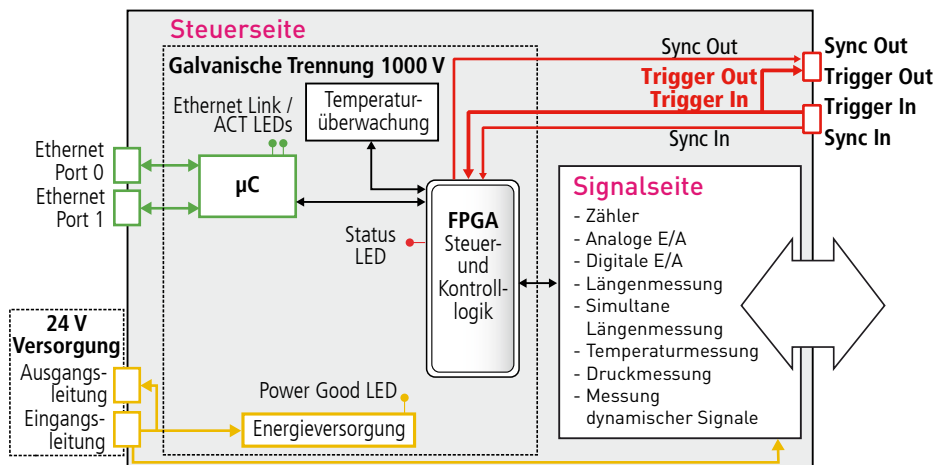 Steuerseite
Galvanische Trennung 1000 V
Ethernet Link /
ACT LEDs
Temperatur-
überwachung
Sync Out
Trigger Out
Trigger In
Sync In
Sync Out
Trigger Out
Trigger In
Sync In
Ethernet
Port 0
Ethernet
Port 1
µC
Status
LED
FPGA
Steuer-
und
Kontroll-
logik
Signalseite
- Zähler
- Analoge E/A
- Digitale E/A
- Längenmessung
- Simultane
Längenmessung
- Temperaturmessung
- Druckmessung
- Messung
dynamischer Signale
24 V
Versorgung
Ausgangs-
leitung
Eingangs-
leitung
Power Good LED
Energieversorgung